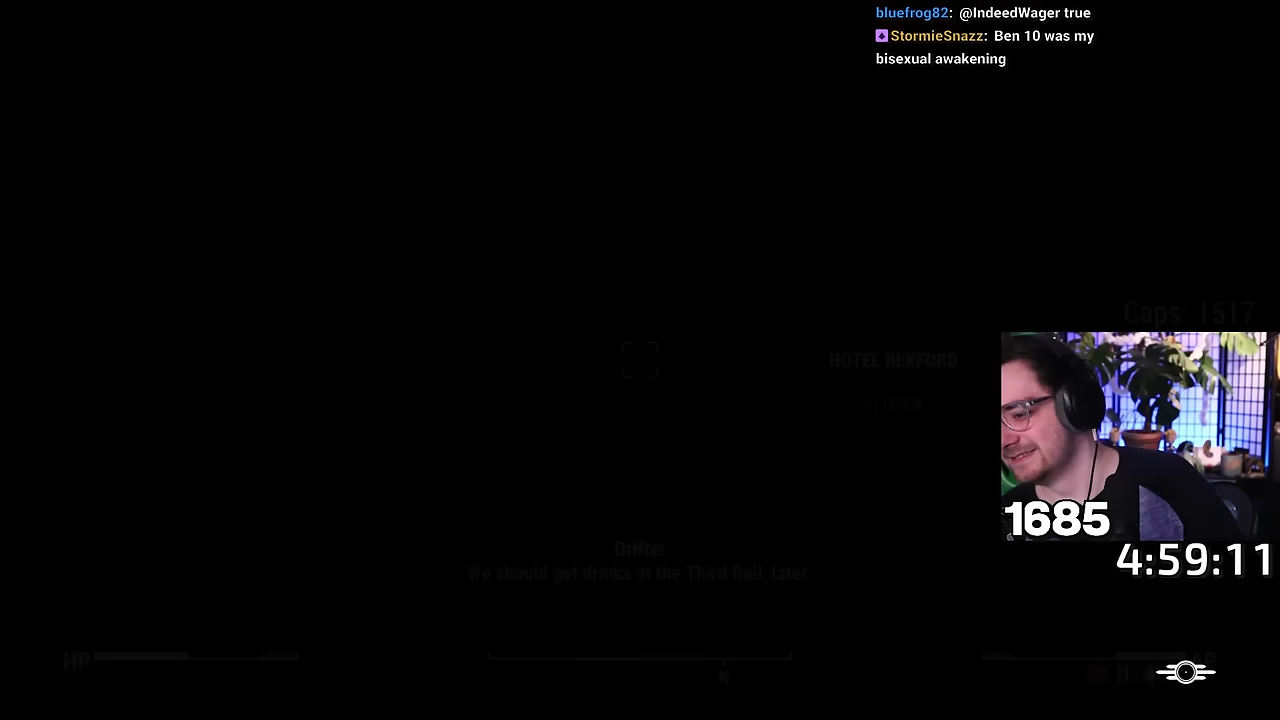 bluefrog82: @IndeedWager true
StormieSnazz: Ben 10 was my
bisexual awakening
Caps: 1517
HOTEL REXFORD
1685
4:59:11
Drifter
We should get drinks at the Third Rail, later
HP
N
AP